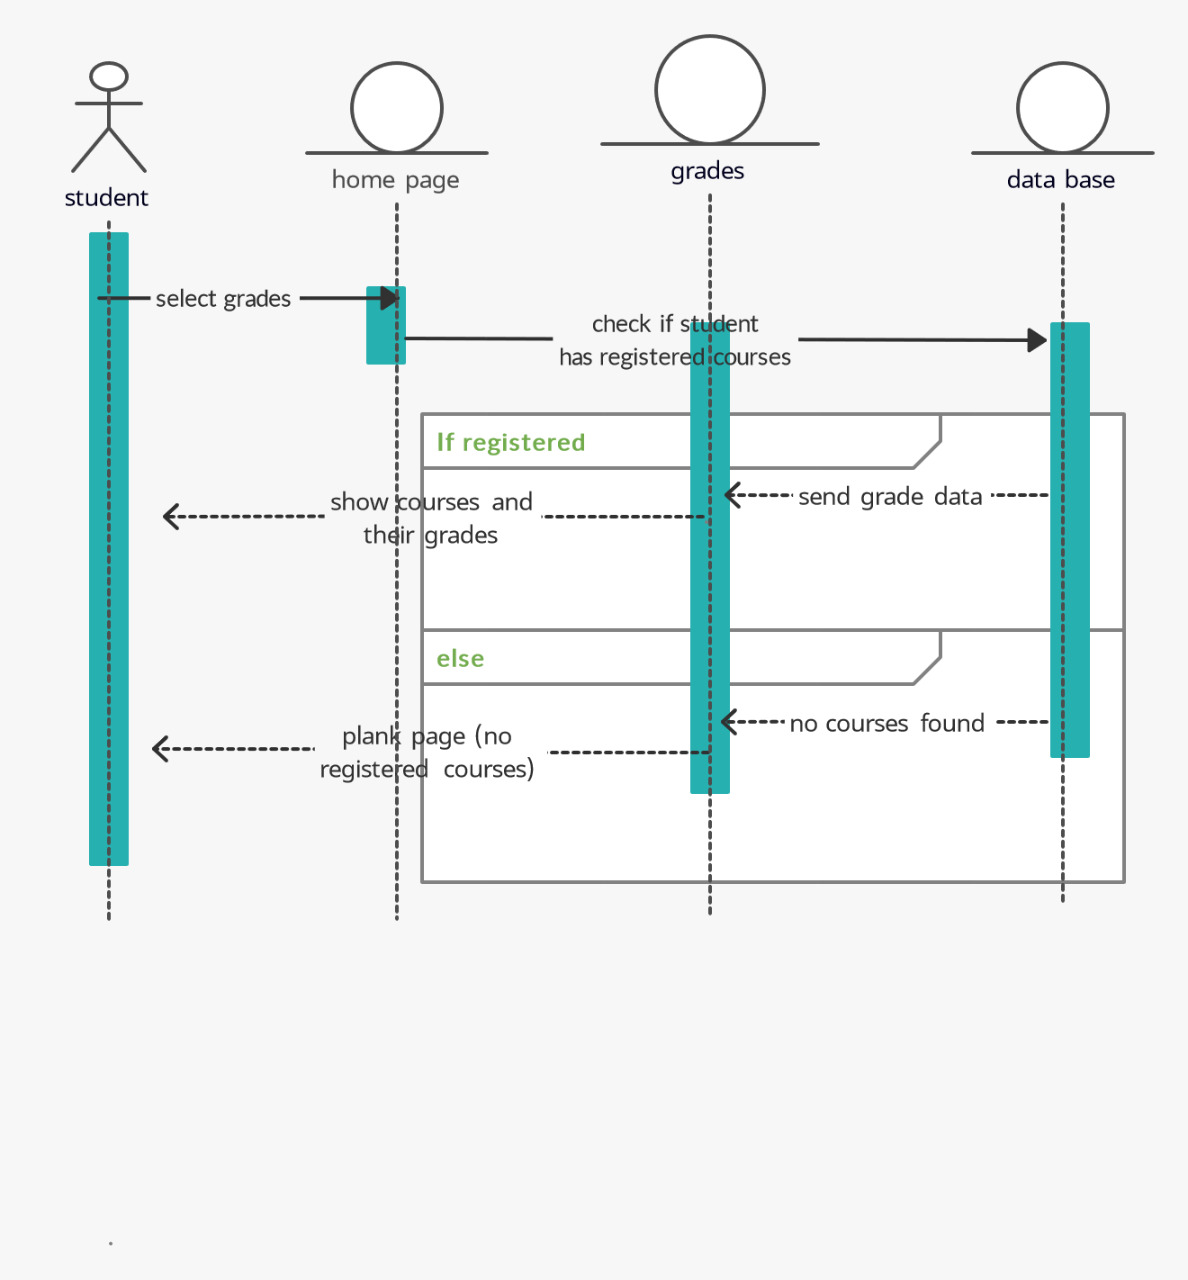 student
home page
grades
data base
select grades
check if student
has registered courses
If registered
send grade data
show courses and
their grades
else
no courses found
plank page (no
registered courses)